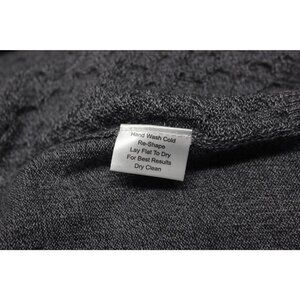 Hand Wash Cold
Re-Shape
Lay Flat To Dry
For Best Results
Dry Clean